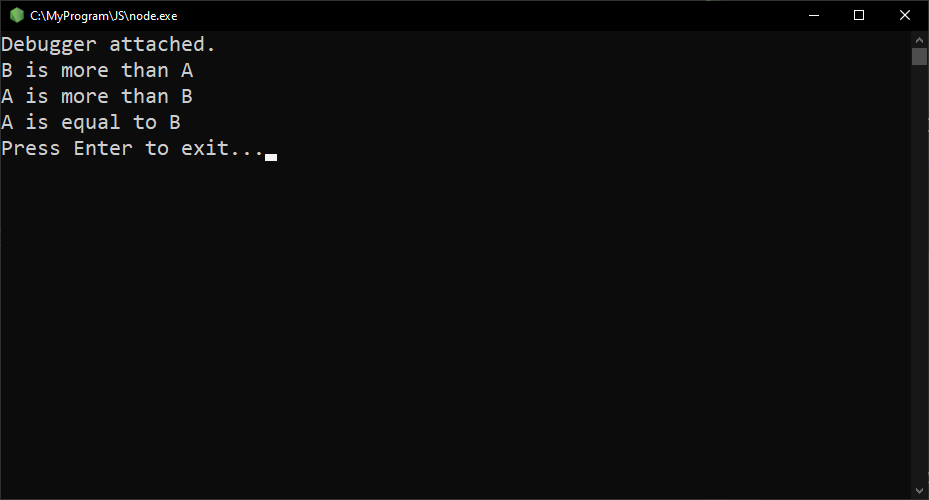 C:\MyProgram\JS\node.exe
Debugger attached.
B is more than A
A is more than B
A is equal to B
Press Enter to exit...